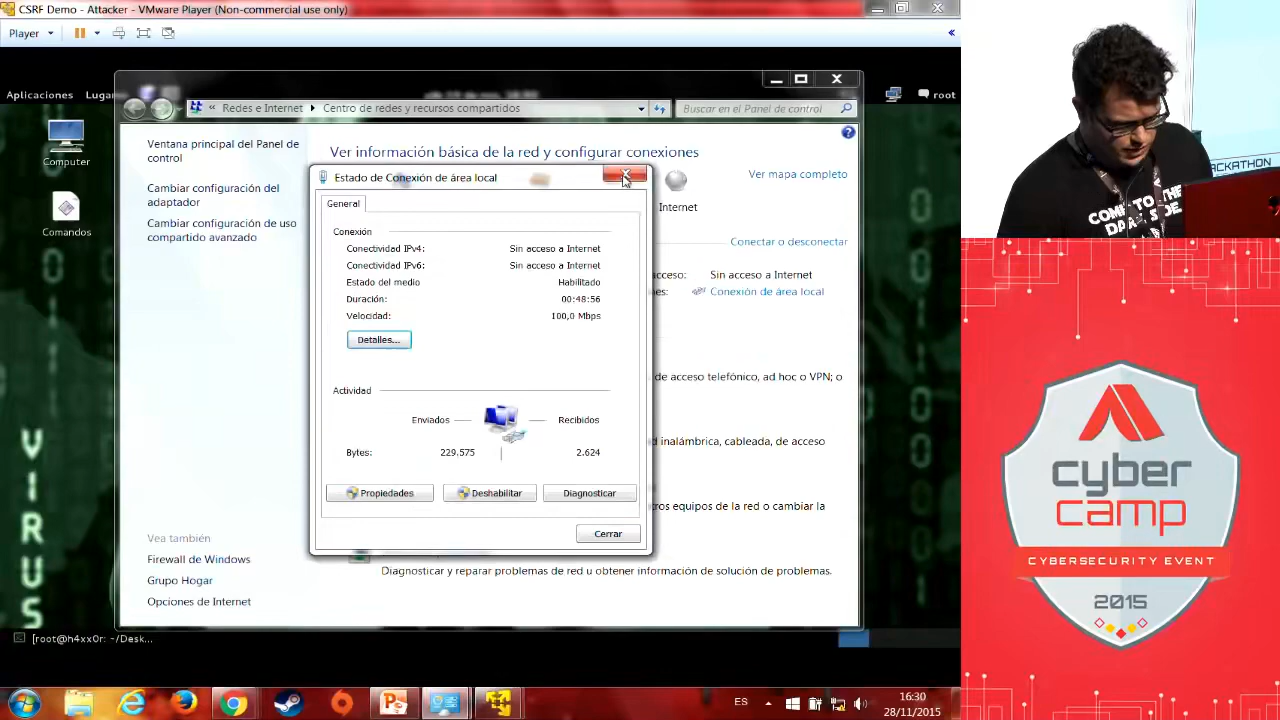 CSRF Demo - Attacker - VMware Player (Non-commercial use only)
Player
Aplicaciones
root
Redes e Internet
Centro de redes y recursos compartidos
Buscar en el Panel de control
Computer
Comandos
Ventana principal del Panel de
control
Cambiar configuración del
adaptador
Cambiar configuración de uso
compartido avanzado
Ver información básica de la red y configurar conexiones
Ver mapa completo
Internet
Conectar o desconectar
Sin acceso a Internet
Conexión de área local
de acceso telefónico, ad hoc o VPN; o
inalámbrica, cableada, de acceso
equipos de la red o cambiar la
Diagnosticar y reparar problemas de red u obtener información de solución de problemas.
Estado de Conexión de área local
General
Conexión
Conectividad IPv4: Sin acceso a Internet
Conectividad IPv6: Sin acceso a Internet
Estado del medio Habilitado
Duración: 00:48:56
Velocidad: 100,0 Mbps
Detalles...
Actividad
Enviados
Recibidos
Bytes: 229.575 2.624
Propiedades
Deshabilitar
Diagnosticar
Cerrar
Vea también
Firewall de Windows
Grupo Hogar
Opciones de Internet
VIRUS
[root@h4xx0r: ~/Desk...
ES
16:30
28/11/2015
HACKATHON
COME TO THE
DARK SIDE
cyber
camp
CYBERSECURITY EVENT
2015